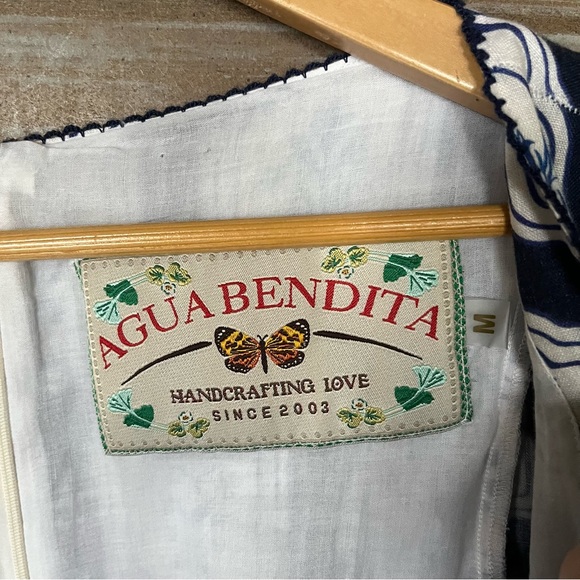 AGUA BENDITA
HANDCRAFTING LOVE
SINCE 2003
M